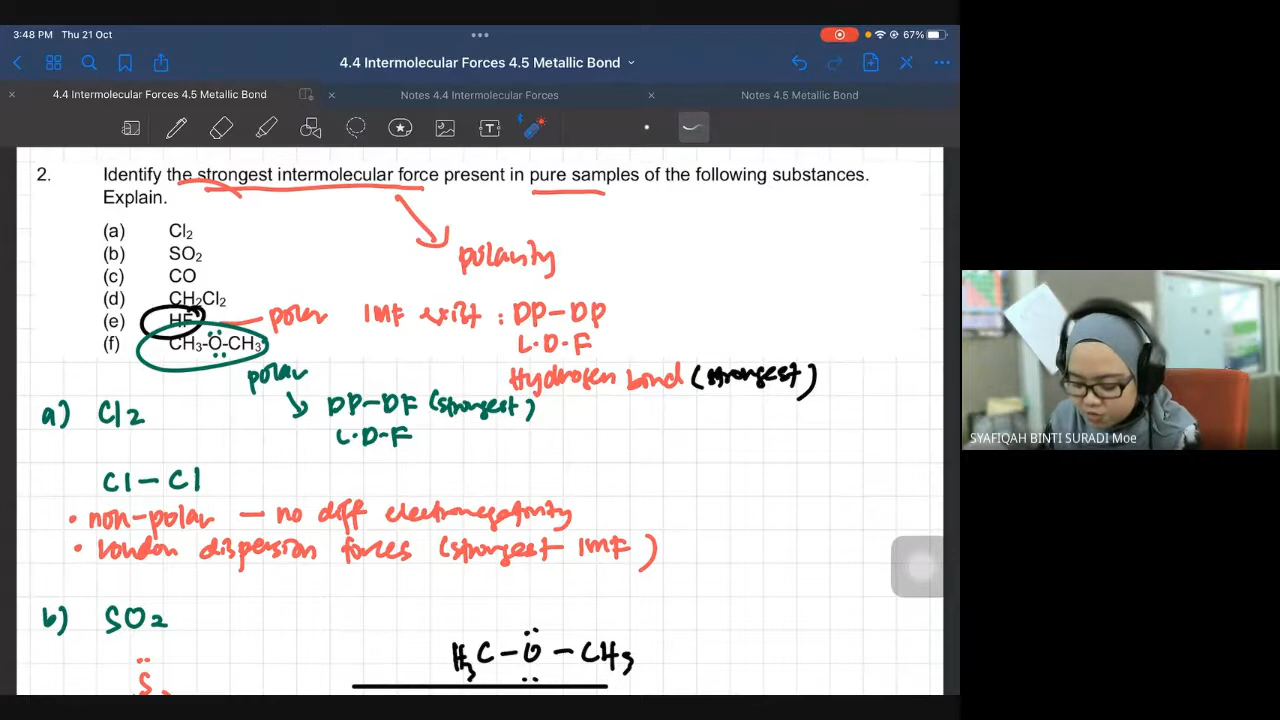 3:48 PM Thu 21 Oct
67%
4.4 Intermolecular Forces 4.5 Metallic Bond
4.4 Intermolecular Forces 4.5 Metallic Bond
Notes 4.4 Intermolecular Forces
Notes 4.5 Metallic Bond
2. Identify the strongest intermolecular force present in pure samples of the following substances.
Explain.
polarity
(a) Cl2
(b) SO2
(c) CO
(d) CH2Cl2
(e) HF
polar IMF exist : DP-DP
L.D.F
Hydrogen bond (strongest)
(f) CH3-O-CH3
polar
DP-DF (strongest)
L.D.F
a) Cl2
Cl - Cl
• non-polar - no diff electronegativity
• London dispersion forces (strongest IMF)
b) SO2
S
H3C - O - CH3
SYAFIQAH BINTI SURADI Moe